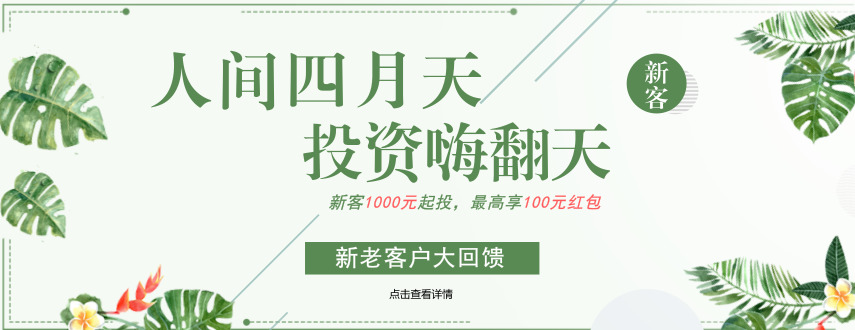 人间四月天
新客
投资嗨翻天
新客1000元起投，最高享100元红包
新老客户大回馈
点击查看详情